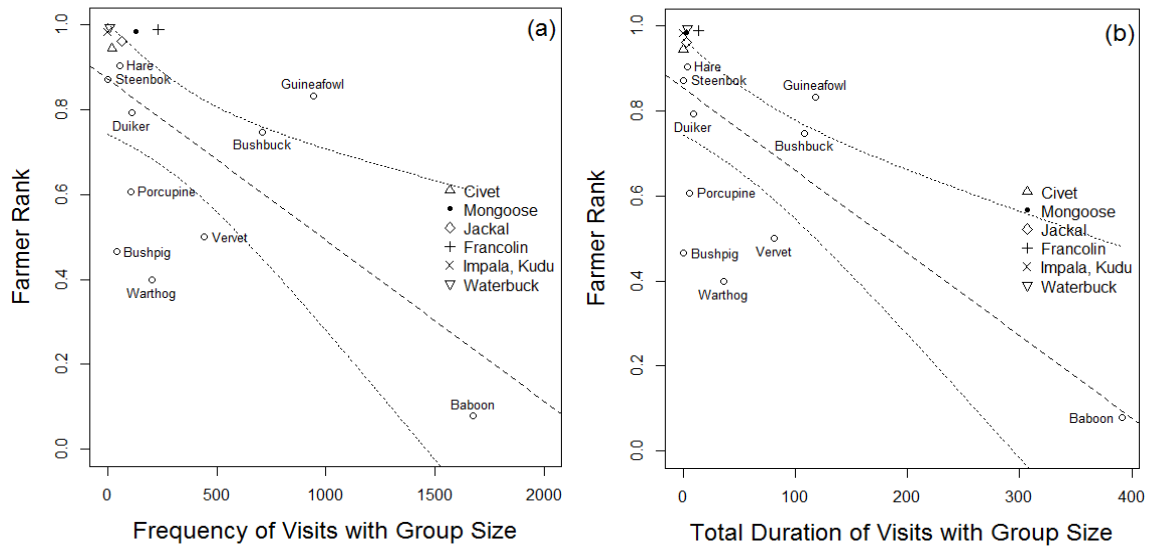 (a)
Farmer Rank
1.0
0.8
0.6
0.4
0.2
0.0
Hare
Steenbok
Duiker
Guineafowl
Bushbuck
Porcupine
Bushpig
Vervet
Warthog
Baboon
Civet
Mongoose
Jackal
Francolin
Impala, Kudu
Waterbuck
0 500 1000 1500 2000
Frequency of Visits with Group Size
(b)
Farmer Rank
1.0
0.8
0.6
0.4
0.2
0.0
Hare
Steenbok
Duiker
Guineafowl
Bushbuck
Porcupine
Bushpig
Vervet
Warthog
Baboon
Civet
Mongoose
Jackal
Francolin
Impala, Kudu
Waterbuck
0 100 200 300 400
Total Duration of Visits with Group Size